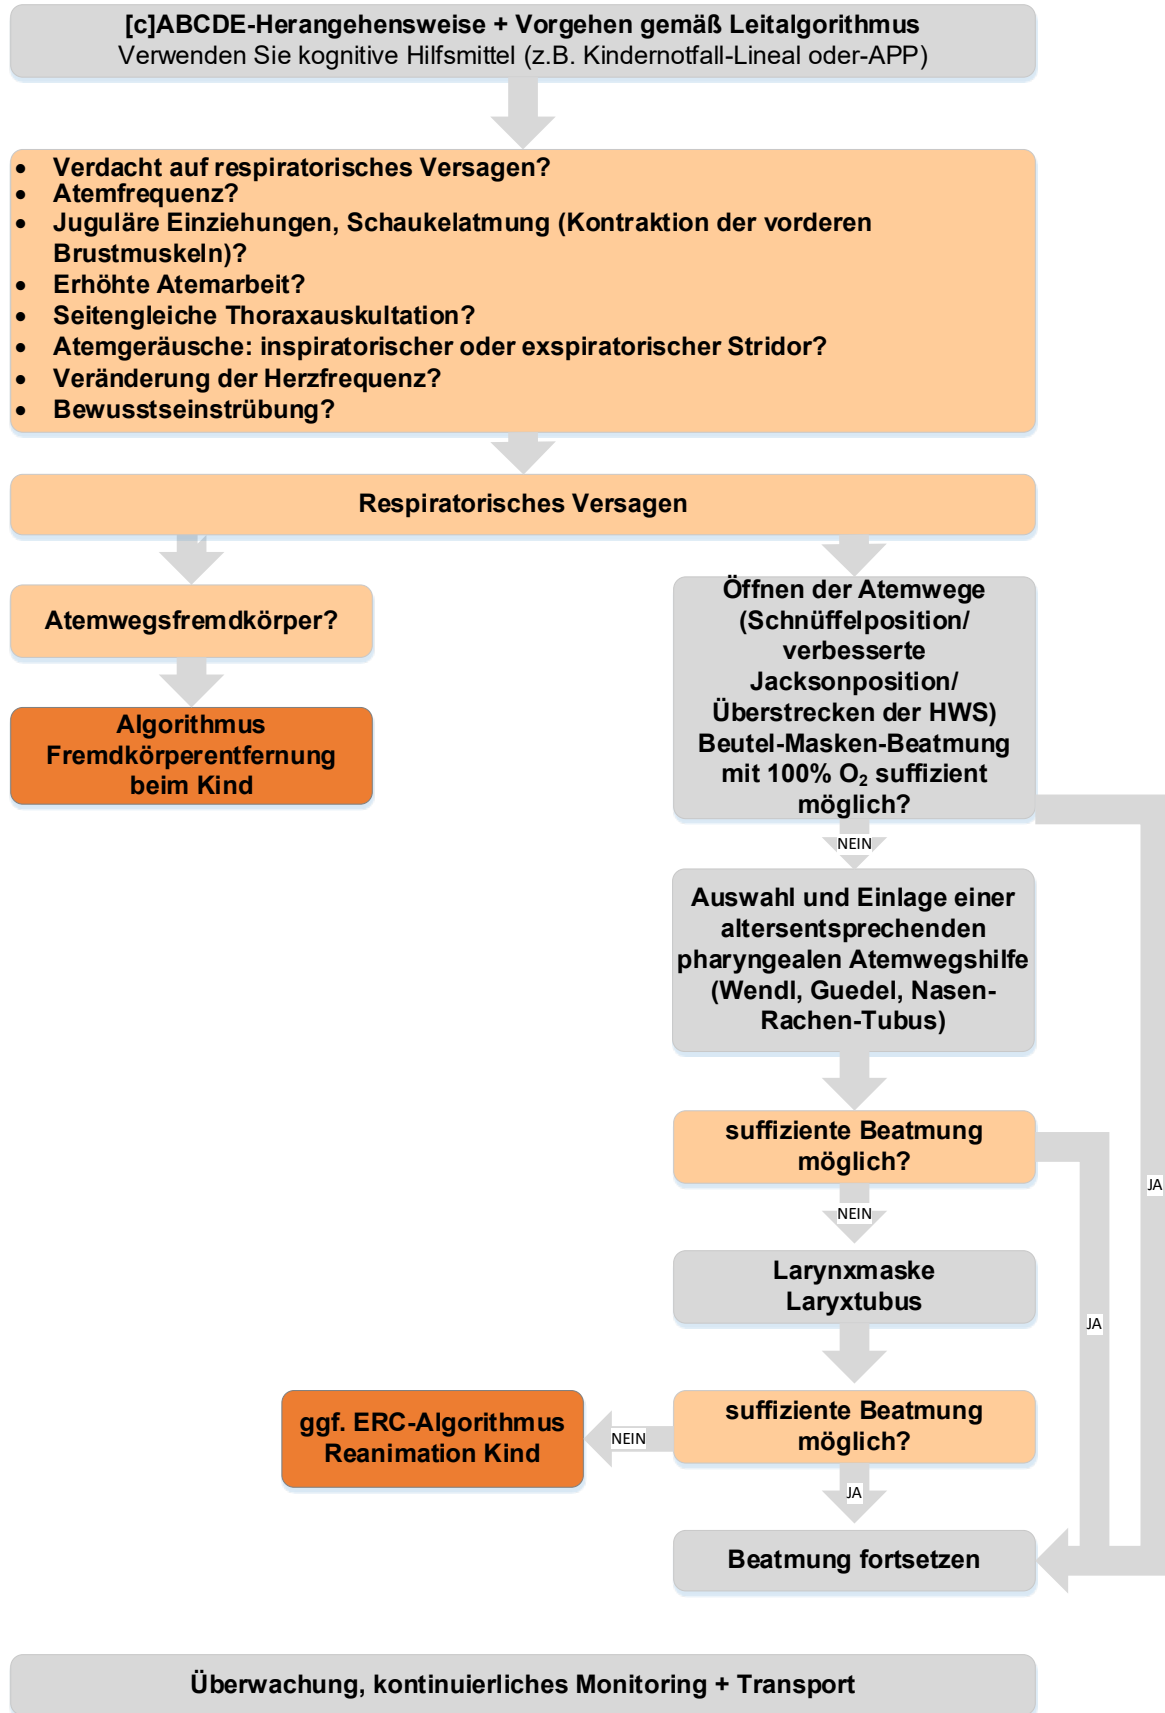 [c]ABCDE-Herangehensweise + Vorgehen gemäß Leitalgorithmus
Verwenden Sie kognitive Hilfsmittel (z.B. Kindernotfall-Lineal oder-APP)
• Verdacht auf respiratorisches Versagen?
• Atemfrequenz?
• Juguläre Einziehungen, Schaukelatmung (Kontraktion der vorderen
Brustmuskeln)?
• Erhöhte Atemarbeit?
• Seitengleiche Thoraxauskultation?
• Atemgeräusche: inspiratorischer oder exspiratorischer Stridor?
• Veränderung der Herzfrequenz?
• Bewusstseinstrübung?
Respiratorisches Versagen
Atemwegsfremdkörper?
Algorithmus
Fremdkörperentfernung
beim Kind
Öffnen der Atemwege
(Schnüffelposition/
verbesserte
Jacksonposition/
Überstrecken der HWS)
Beutel-Masken-Beatmung
mit 100% O₂ suffizient
möglich?
NEIN
JA
Auswahl und Einlage einer
altersentsprechenden
pharyngealen Atemwegshilfe
(Wendl, Guedel, Nasen-
Rachen-Tubus)
suffiziente Beatmung
möglich?
NEIN
JA
Larynxmaske
Laryxtubus
suffiziente Beatmung
möglich?
NEIN
ggf. ERC-Algorithmus
Reanimation Kind
JA
Beatmung fortsetzen
Überwachung, kontinuierliches Monitoring + Transport